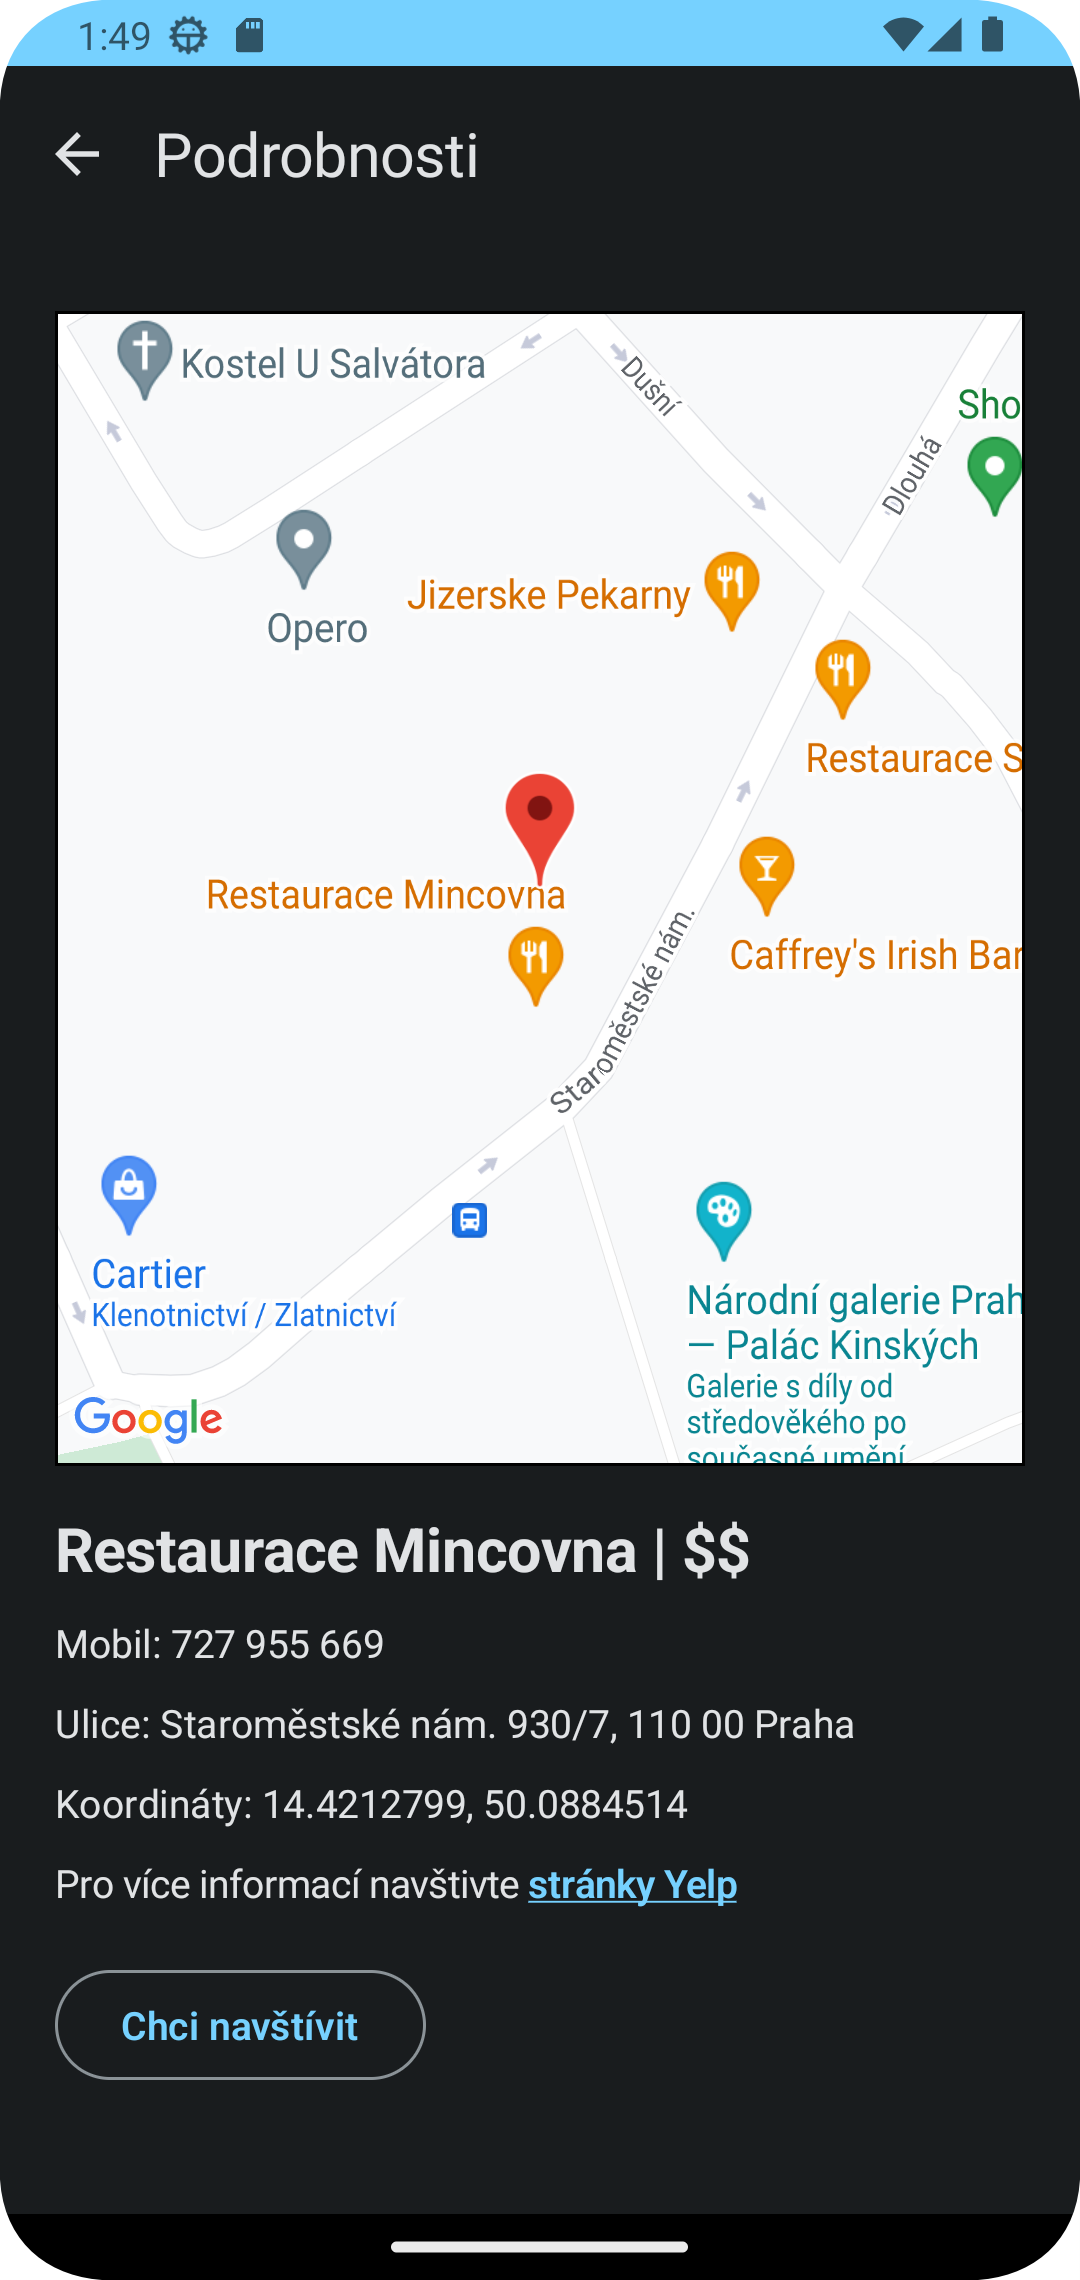 1:49
Podrobnosti
Kostel U Salvátora
Dušní
Sho
Dlouhá
Opero
Jizerske Pekarny
Restaurace S
Restaurace Mincovna
Caffrey's Irish Bar
Staroměstské nám.
Cartier
Klenotnictví / Zlatnictví
Národní galerie Prah
— Palác Kinských
Galerie s díly od
středověkého po
současné umění
Google
Restaurace Mincovna | $$
Mobil: 727 955 669
Ulice: Staroměstské nám. 930/7, 110 00 Praha
Koordináty: 14.4212799, 50.0884514
Pro více informací navštivte stránky Yelp
Chci navštívit